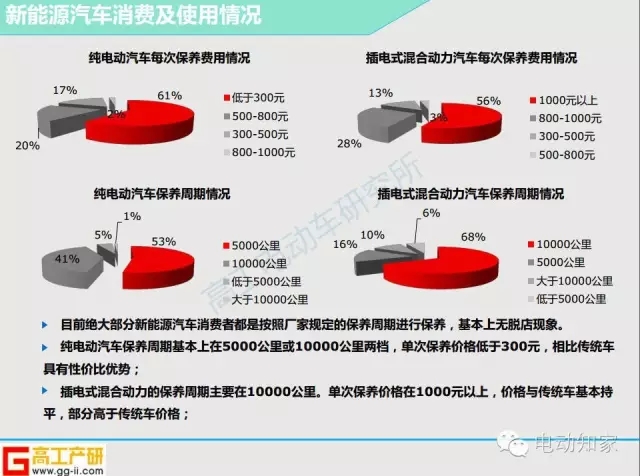 新能源汽车消费及使用情况
纯电动汽车每次保养费用情况
61%
20%
17%
2%
低于300元
500-800元
300-500元
800-1000元
插电式混合动力汽车每次保养费用情况
56%
28%
13%
3%
1000元以上
800-1000元
300-500元
500-800元
纯电动汽车保养周期情况
53%
41%
5%
1%
5000公里
10000公里
低于5000公里
大于10000公里
插电式混合动力汽车保养周期情况
68%
16%
10%
6%
10000公里
5000公里
大于10000公里
低于5000公里
高工电动车研究所
目前绝大部分新能源汽车消费者都是按照厂家规定的保养周期进行保养，基本上无脱店现象。
纯电动汽车保养周期基本上在5000公里或10000公里两档，单次保养价格低于300元，相比传统车
具有性价比优势；
插电式混合动力的保养周期主要在10000公里。单次保养价格在1000元以上，价格与传统车基本持
平，部分高于传统车价格；
G 高工产研
www.gg-ii.com
电动知家